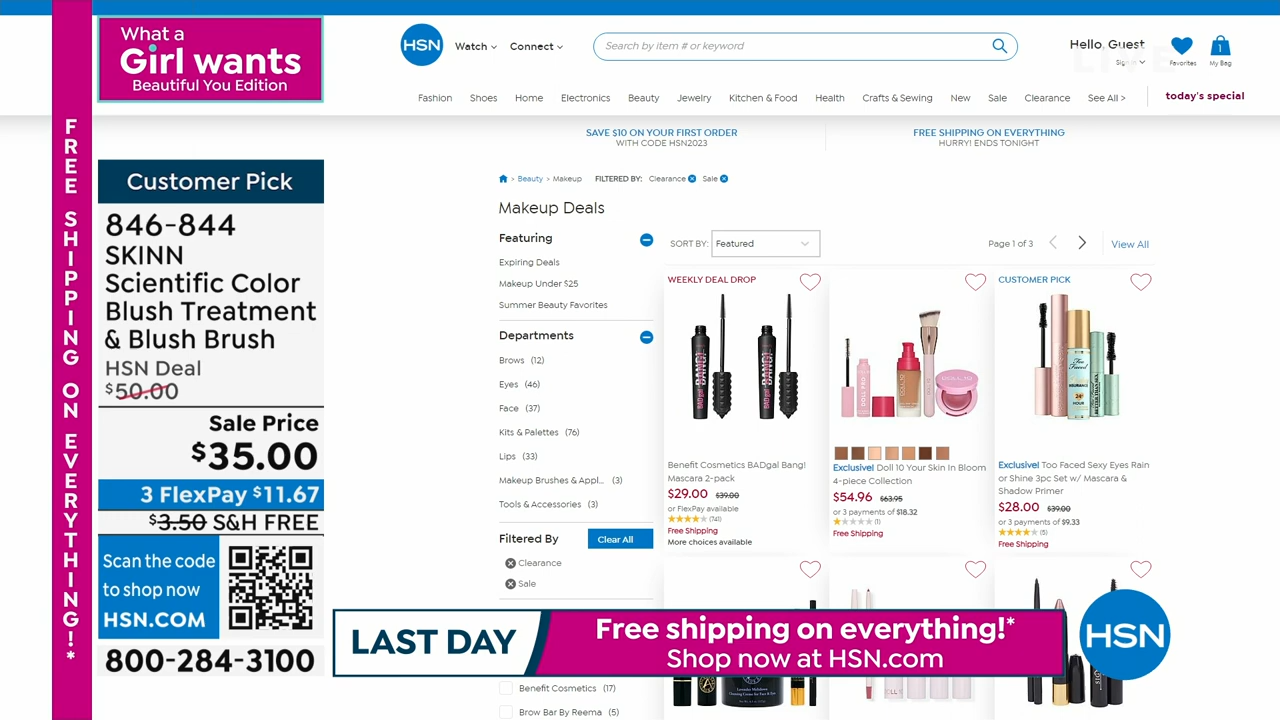 What a
Girl wants
Beautiful You Edition
FREE SHIPPING ON EVERYTHING!*
Customer Pick
846-844
SKINN
Scientific Color
Blush Treatment
& Blush Brush
HSN Deal
$50.00
Sale Price
$35.00
3 FlexPay $11.67
$3.50 S&H FREE
Scan the code
to shop now
HSN.COM
800-284-3100
HSN
Watch
Connect
Search by item # or keyword
Hello, Guest
Sign in
Favorites
1
My Bag
Fashion Shoes Home Electronics Beauty Jewelry Kitchen & Food Health Crafts & Sewing New Sale Clearance See All >
today's special
SAVE $10 ON YOUR FIRST ORDER
WITH CODE HSN2023
FREE SHIPPING ON EVERYTHING
HURRY! ENDS TONIGHT
> Beauty > Makeup FILTERED BY: Clearance Sale
Makeup Deals
Featuring
Expiring Deals
Makeup Under $25
Summer Beauty Favorites
Departments
Brows (12)
Eyes (46)
Face (37)
Kits & Palettes (76)
Lips (33)
Makeup Brushes & Appl... (3)
Tools & Accessories (3)
Filtered By
Clear All
Clearance
Sale
Benefit Cosmetics (17)
Brow Bar By Reema (5)
SORT BY: Featured
Page 1 of 3
View All
WEEKLY DEAL DROP
Benefit Cosmetics BADgal Bang!
Mascara 2-pack
$29.00 $39.00
or FlexPay available
(741)
Free Shipping
More choices available
Exclusive! Doll 10 Your Skin In Bloom
4-piece Collection
$54.96 $63.95
or 3 payments of $18.32
(1)
Free Shipping
CUSTOMER PICK
Exclusive! Too Faced Sexy Eyes Rain
or Shine 3pc Set w/ Mascara &
Shadow Primer
$28.00 $39.00
or 3 payments of $9.33
(5)
Free Shipping
LAST DAY
Free shipping on everything!*
Shop now at HSN.com
HSN